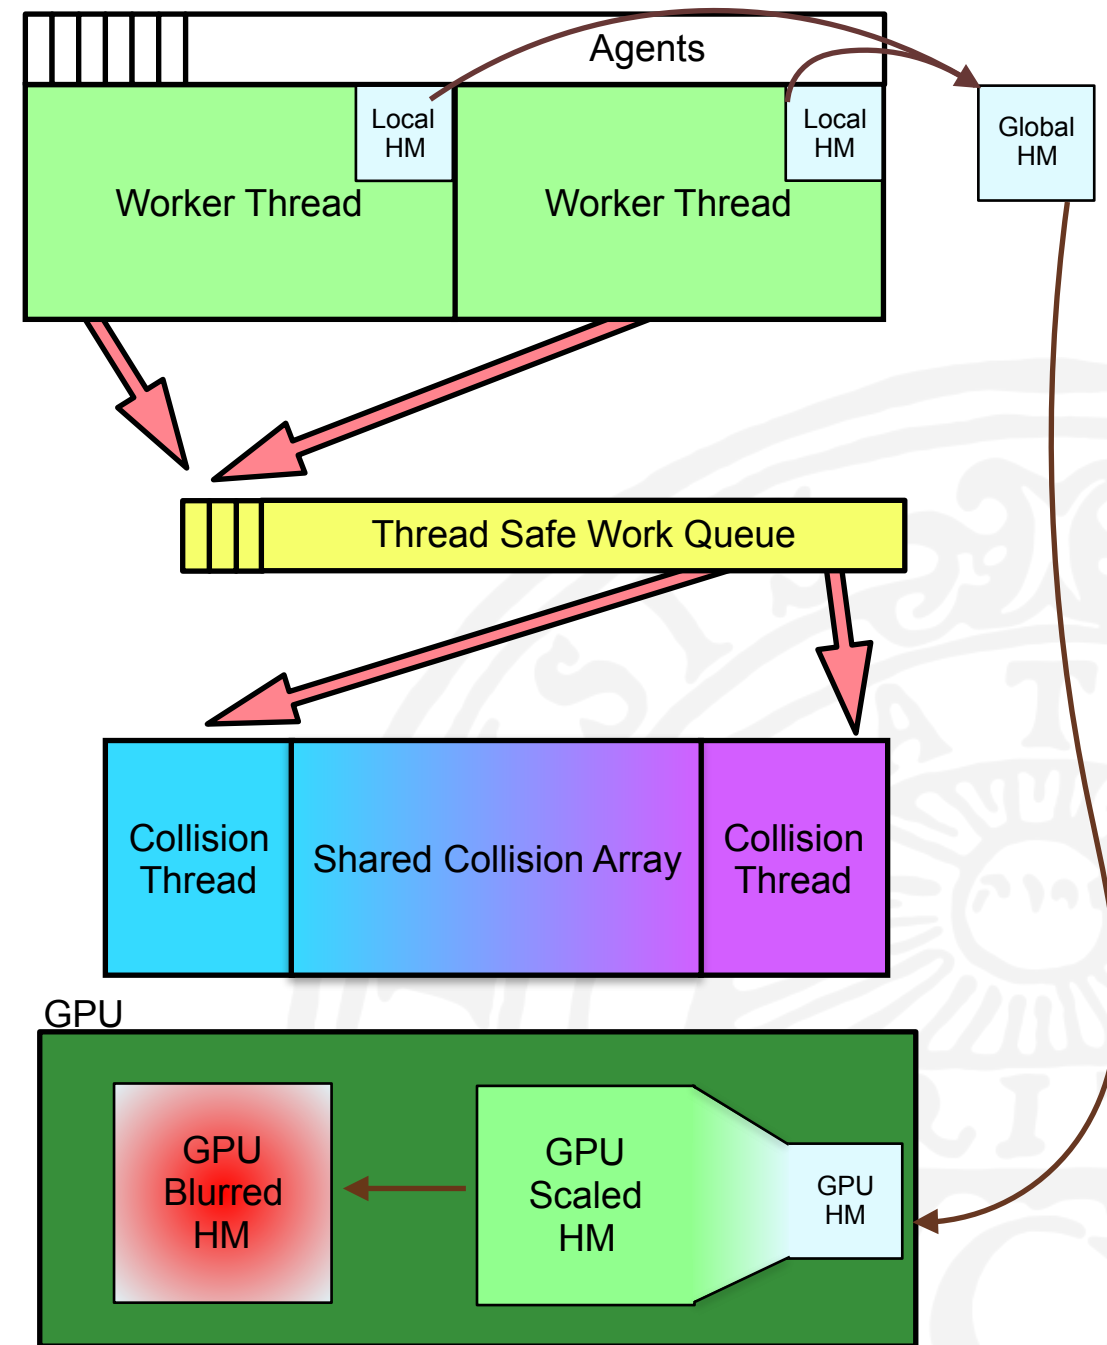 Agents
Local
HM
Local
HM
Global
HM
Worker Thread
Worker Thread
Thread Safe Work Queue
Collision
Thread
Shared Collision Array
Collision
Thread
GPU
GPU
Blurred
HM
GPU
Scaled
HM
GPU
HM